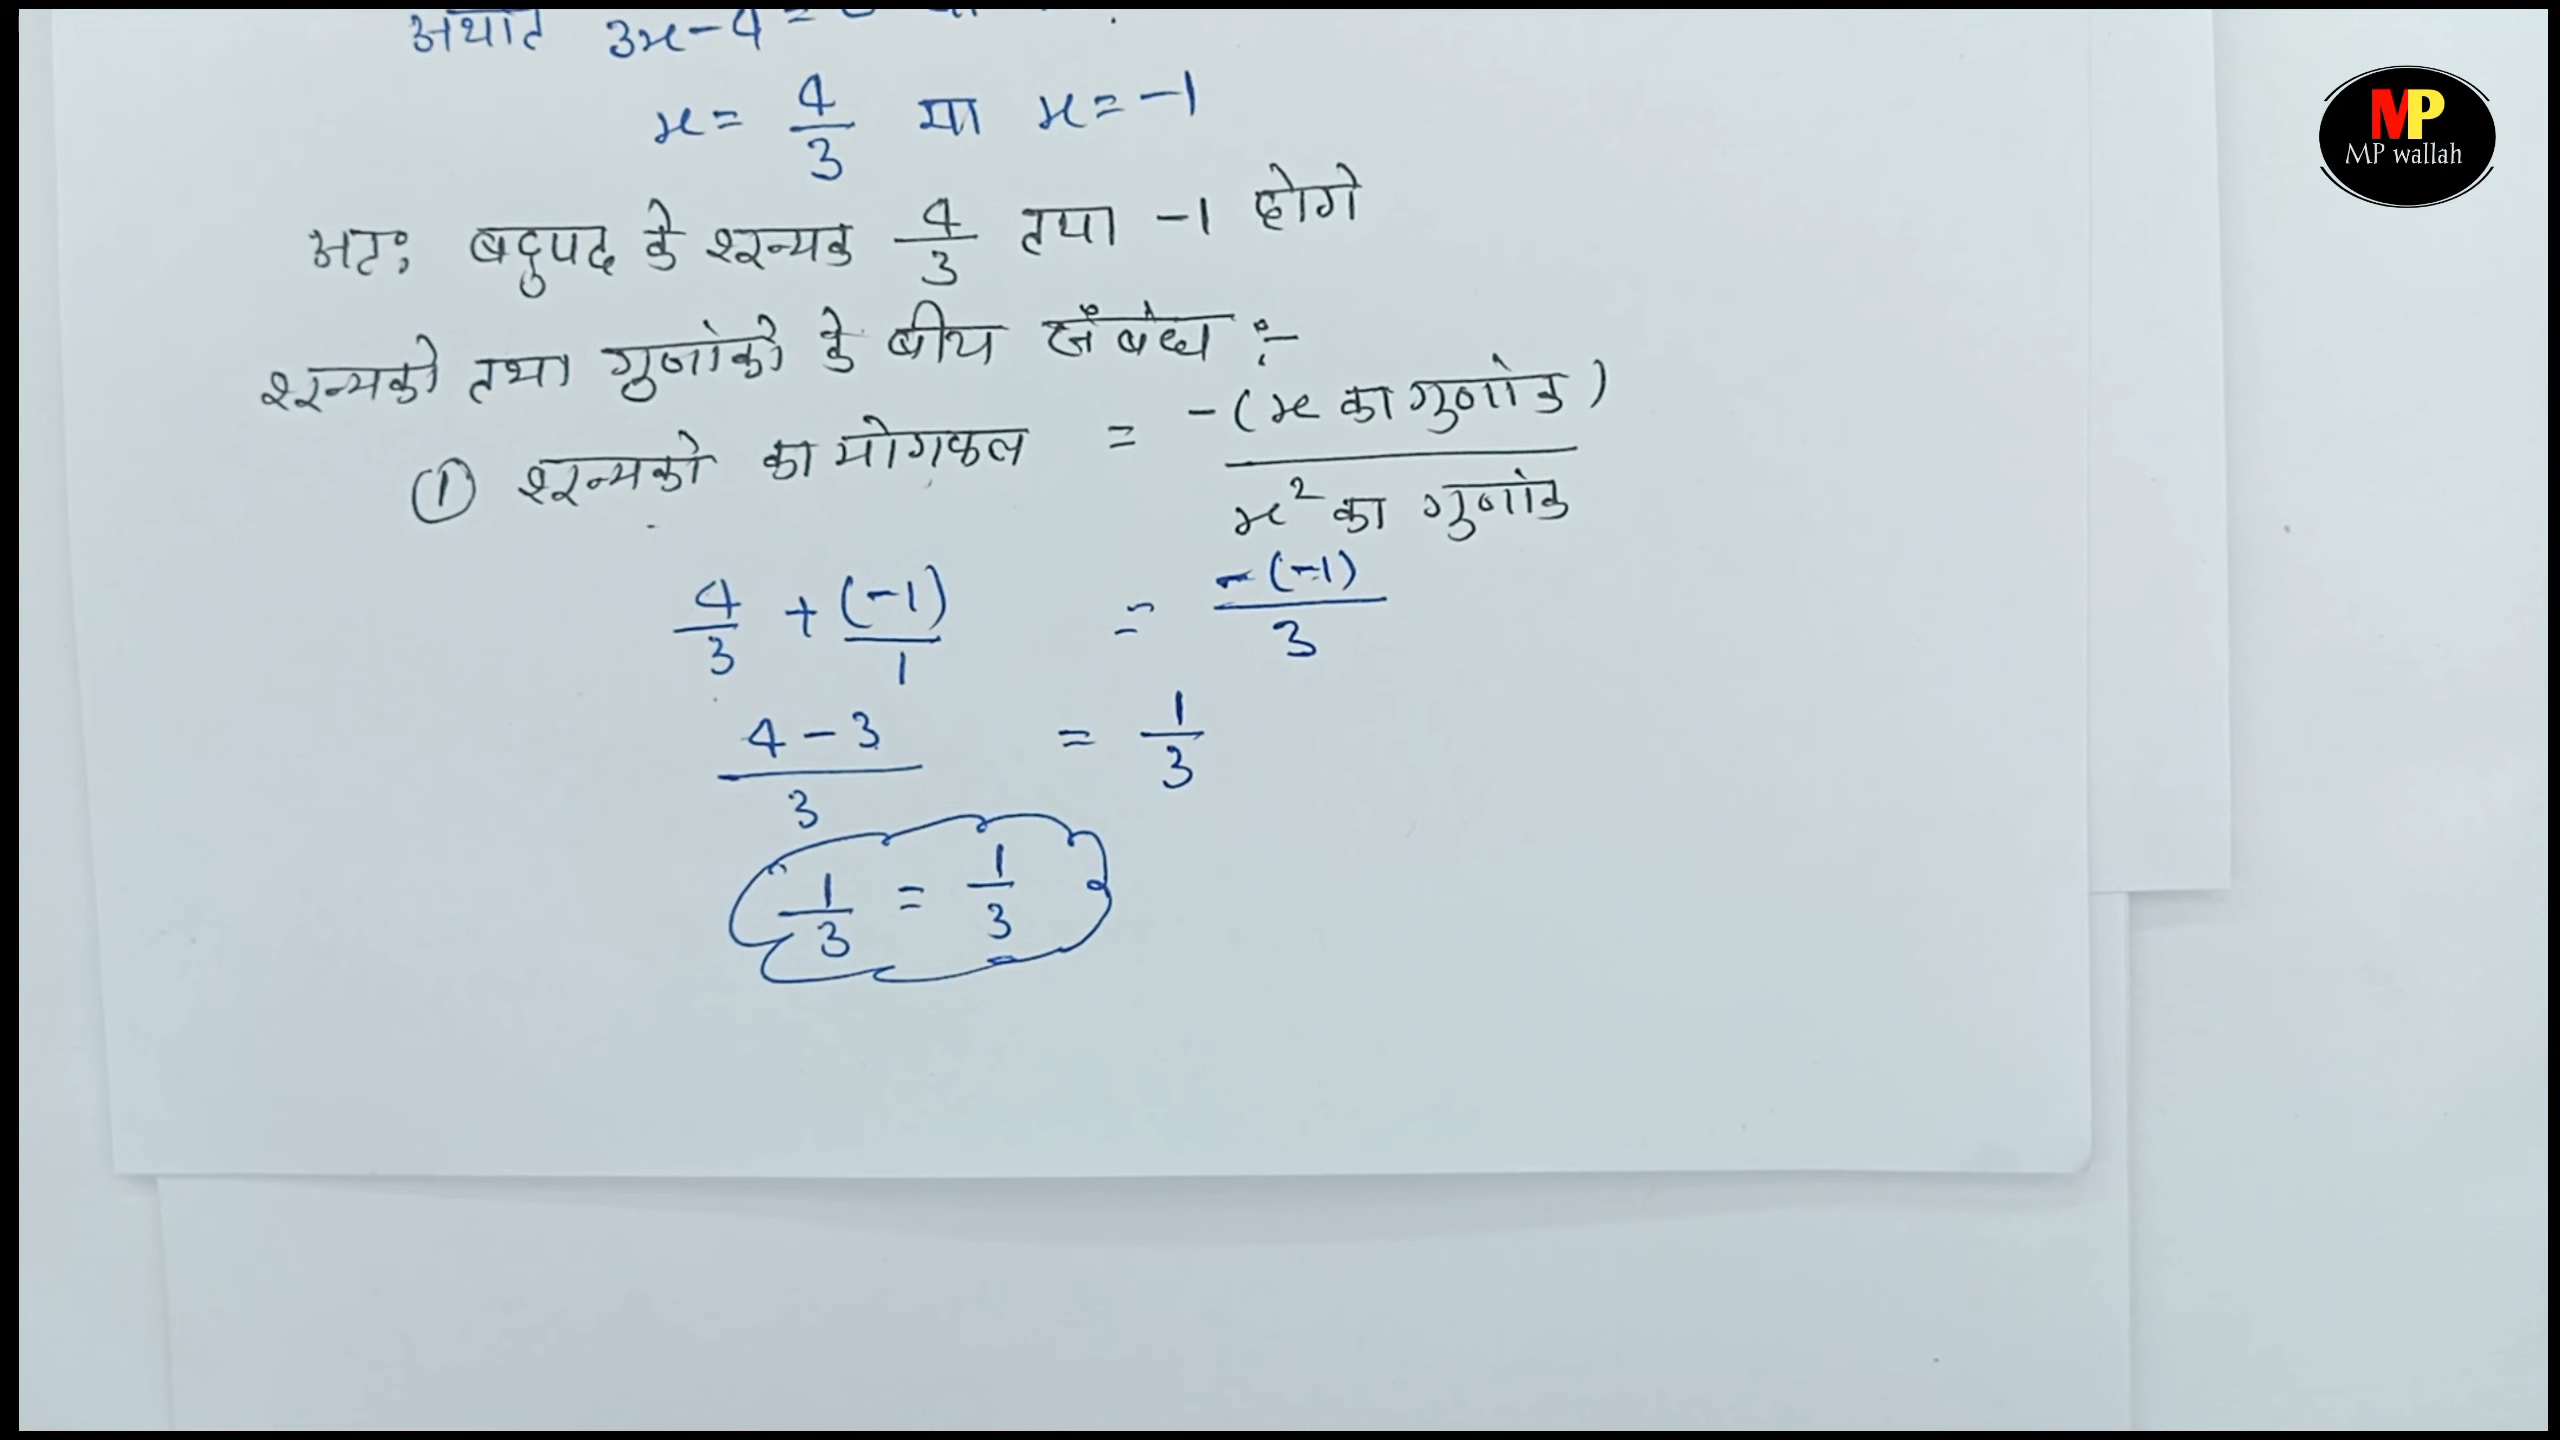 अर्थात 3x-4=
x = 4/3 या x = -1
अतः बहुपद के शून्यक 4/3 तथा -1 होगे
शून्यको तथा गुणांको के बीच संबंध :-
① शून्यको का योगफल = -(x का गुणांक) / x² का गुणांक
4/3 + (-1)/1 = -(-1)/3
4-3/3 = 1/3
1/3 = 1/3
MP
MP wallah